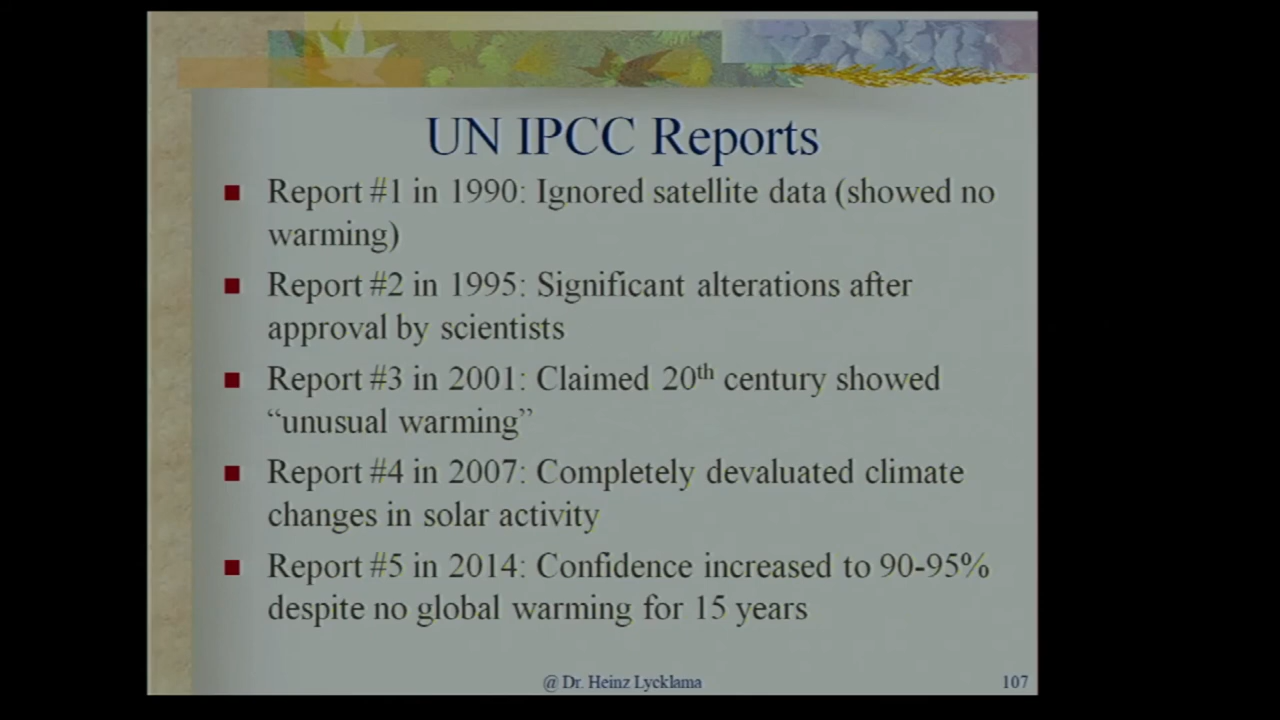 UN IPCC Reports
Report #1 in 1990: Ignored satellite data (showed no
warming)
Report #2 in 1995: Significant alterations after
approval by scientists
Report #3 in 2001: Claimed 20th century showed
“unusual warming”
Report #4 in 2007: Completely devaluated climate
changes in solar activity
Report #5 in 2014: Confidence increased to 90-95%
despite no global warming for 15 years
@ Dr. Heinz Lycklama
107